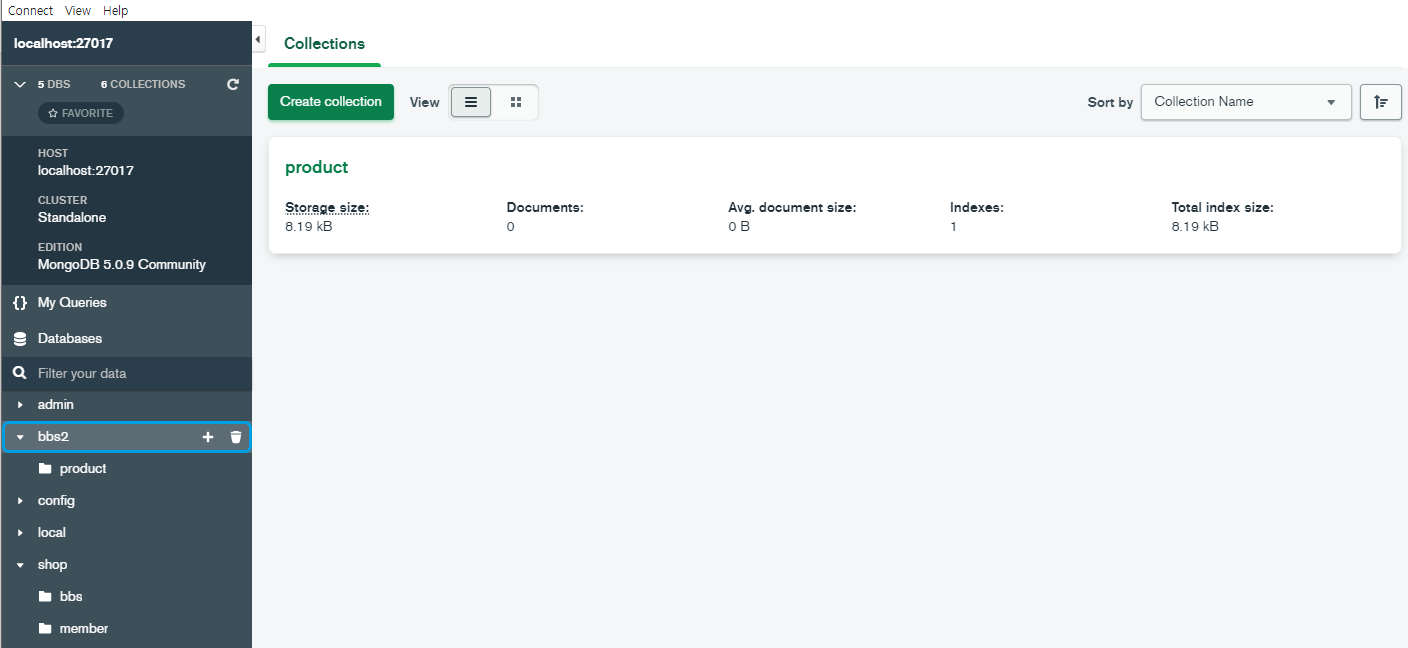 Connect View Help
localhost:27017
5 DBS 6 COLLECTIONS
FAVORITE
HOST
localhost:27017
CLUSTER
Standalone
EDITION
MongoDB 5.0.9 Community
{} My Queries
Databases
Filter your data
admin
bbs2
product
config
local
shop
bbs
member
Collections
Create collection View Sort by Collection Name
product
Storage size: Documents: Avg. document size: Indexes: Total index size:
8.19 kB 0 0 B 1 8.19 kB